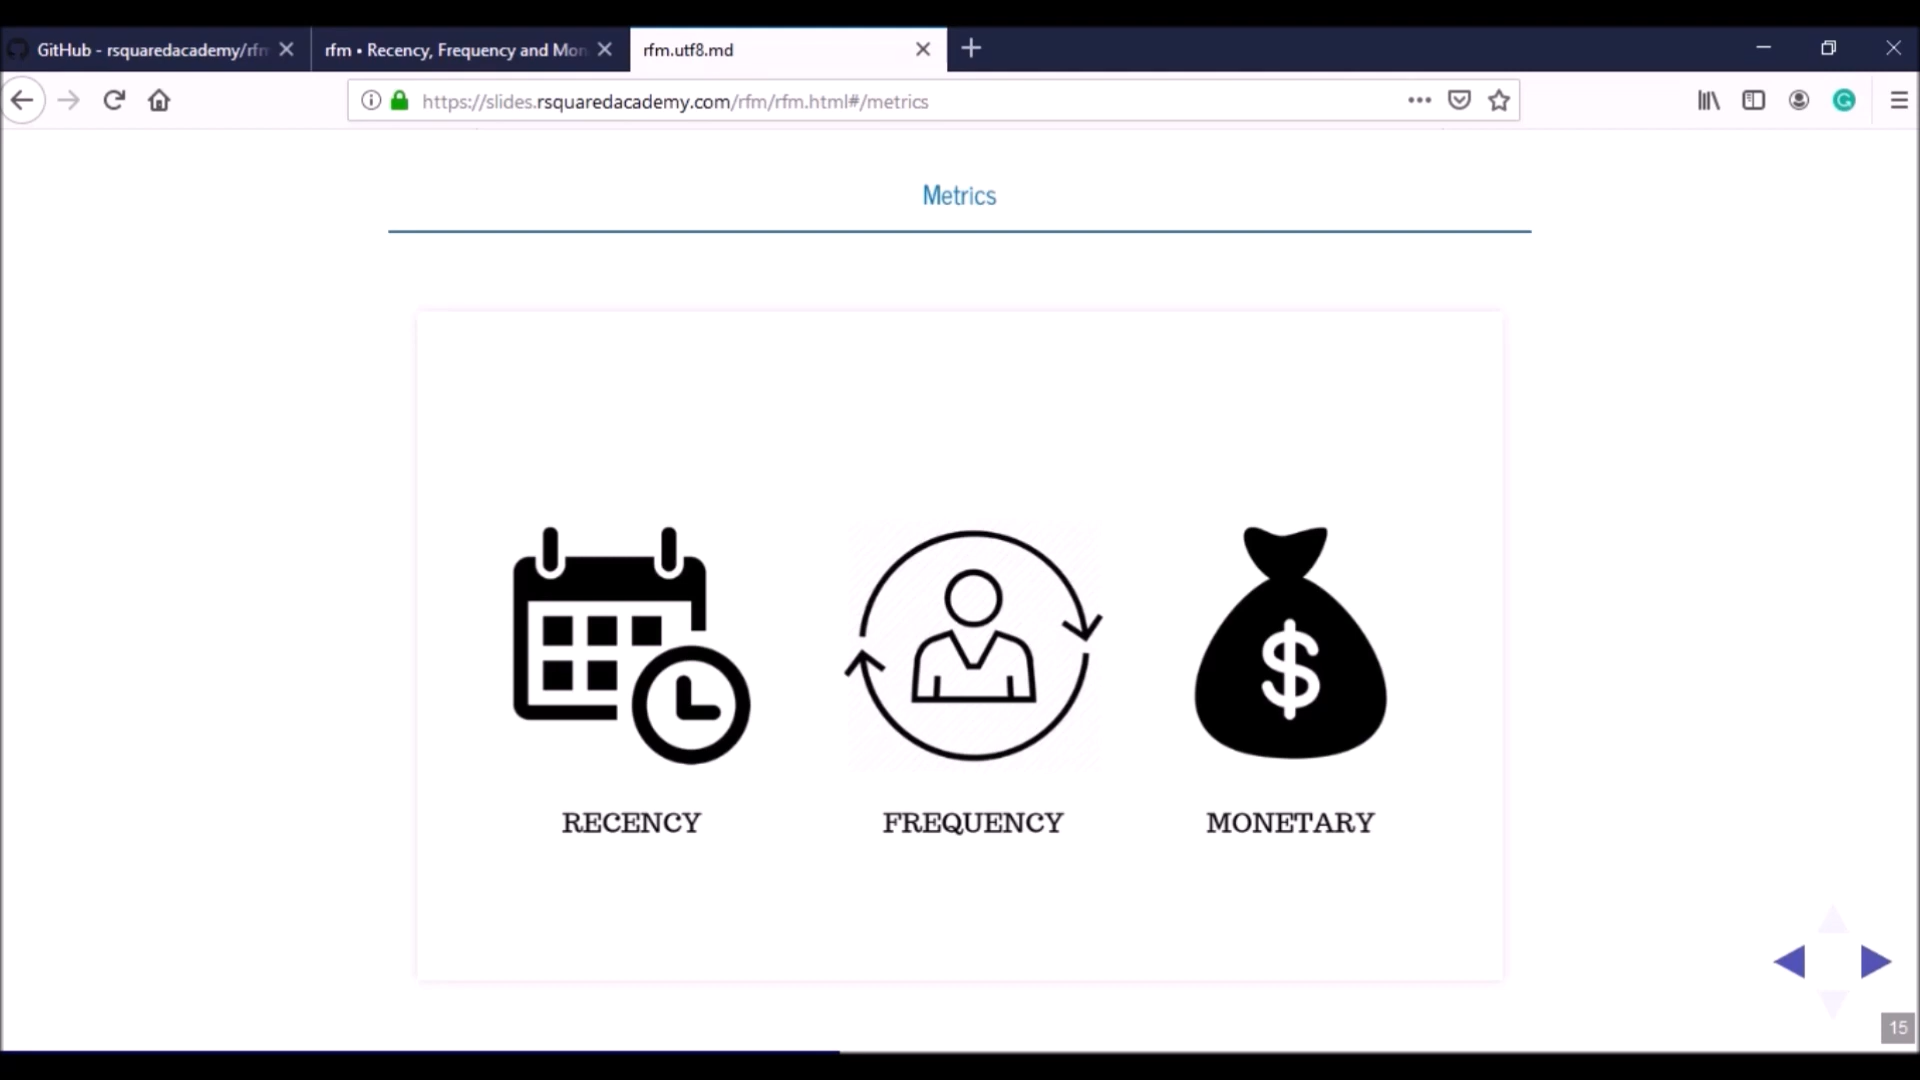 GitHub - rsquaredacademy/rfm
rfm • Recency, Frequency and Mon
rfm.utf8.md
https://slides.rsquaredacademy.com/rfm/rfm.html#/metrics
Metrics
$
RECENCY
FREQUENCY
MONETARY
15